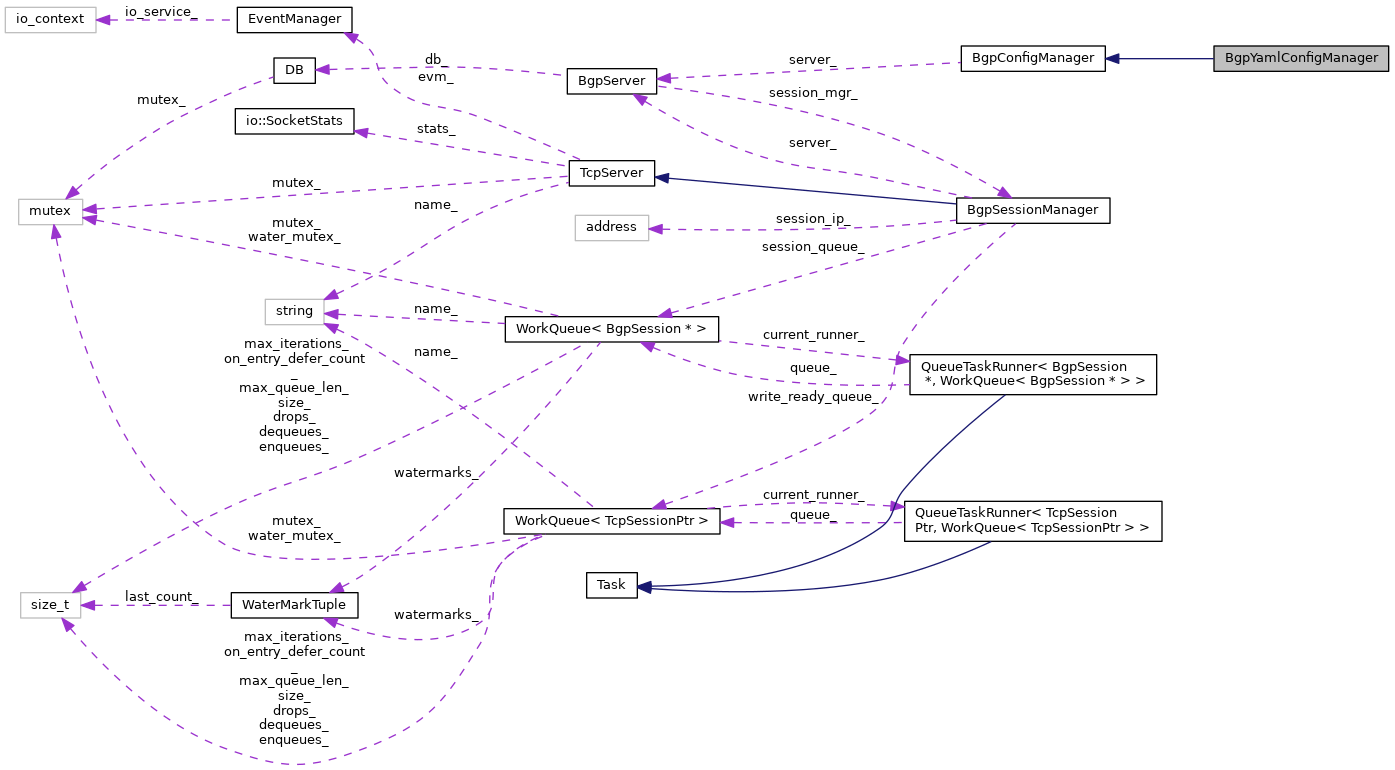 io_context
io_service_
EventManager
DB
db_
evm_
BgpServer
server_
BgpConfigManager
BgpYamlConfigManager
session_mgr_
mutex_
io::SocketStats
stats_
server_
TcpServer
mutex_
mutex
name_
mutex_
water_mutex_
address
session_ip_
BgpSessionManager
session_queue_
string
name_
WorkQueue< BgpSession * >
current_runner_
queue_
QueueTaskRunner< BgpSession
*, WorkQueue< BgpSession * > >
max_iterations_
on_entry_defer_count
_
max_queue_len_
size_
drops_
dequeues_
enqueues_
name_
write_ready_queue_
watermarks_
mutex_
water_mutex_
WorkQueue< TcpSessionPtr >
current_runner_
queue_
QueueTaskRunner< TcpSession
Ptr, WorkQueue< TcpSessionPtr > >
Task
size_t
last_count_
WaterMarkTuple
watermarks_
max_iterations_
on_entry_defer_count
_
max_queue_len_
size_
drops_
dequeues_
enqueues_